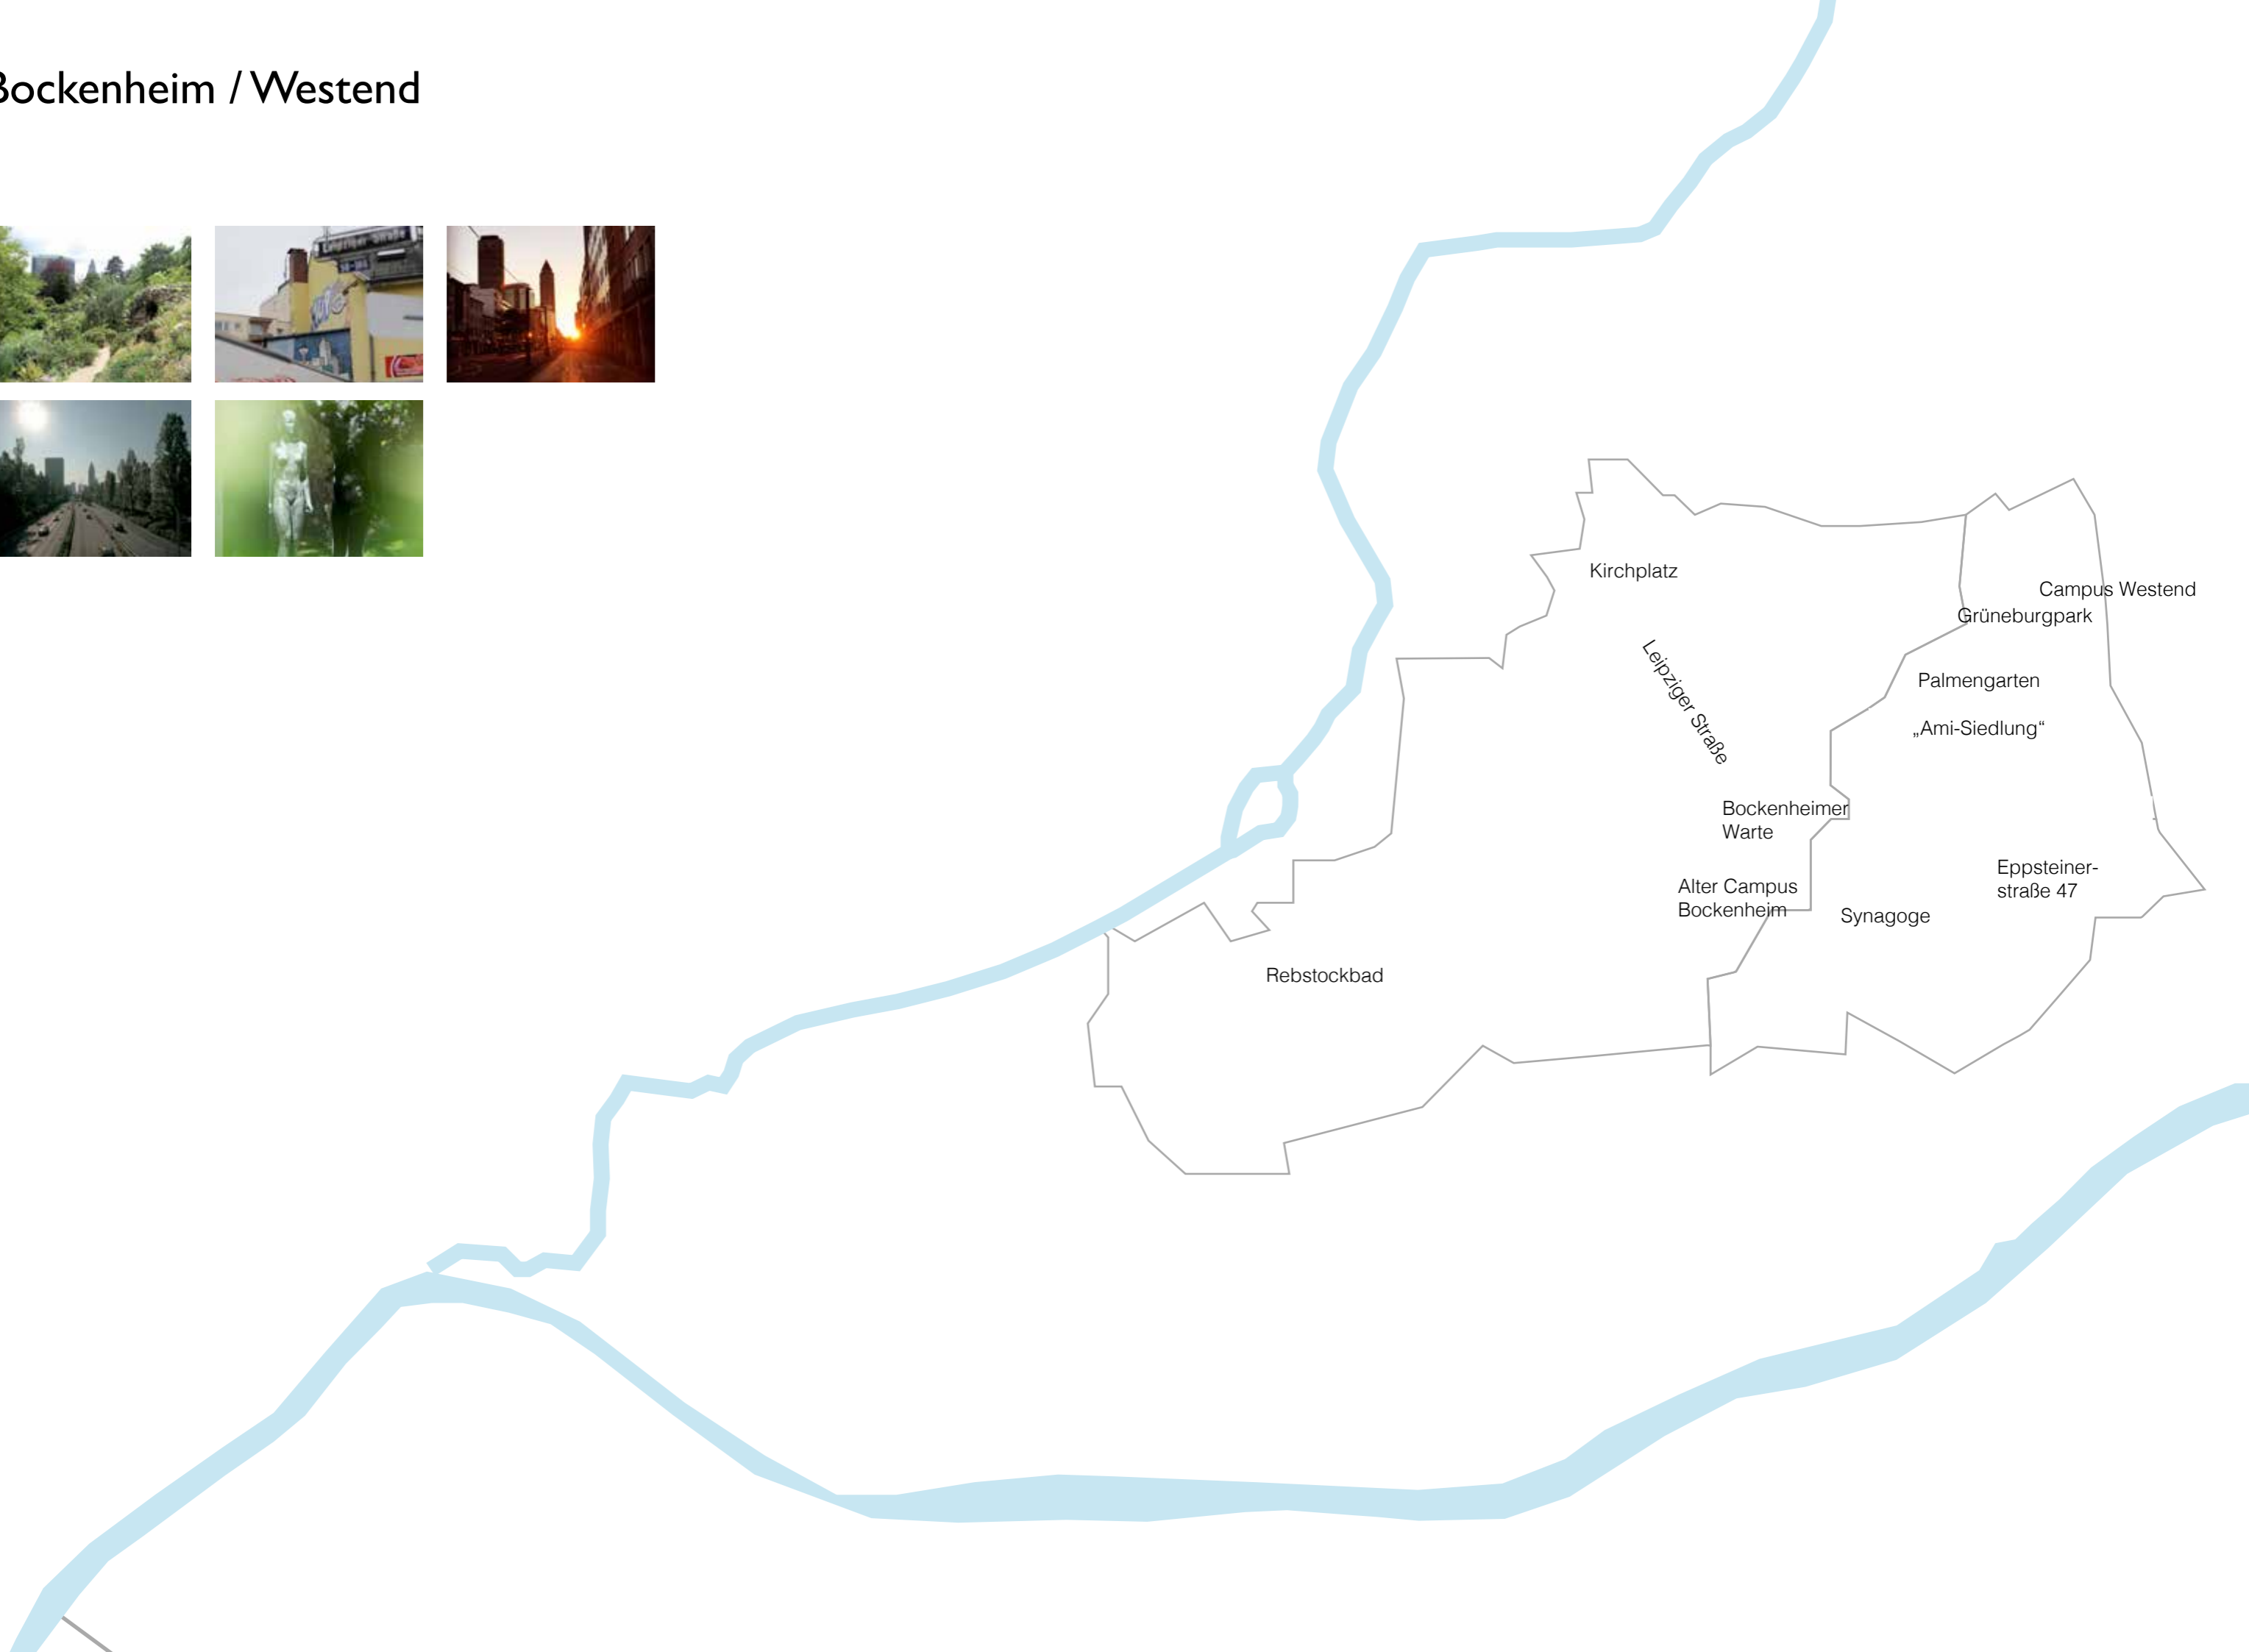 Bockenheim / Westend
Kirchplatz
Campus Westend
Grüneburgpark
Leipziger Straße
Palmengarten
„Ami-Siedlung“
Bockenheimer
Warte
Eppsteiner-
straße 47
Alter Campus
Bockenheim
Synagoge
Rebstockbad